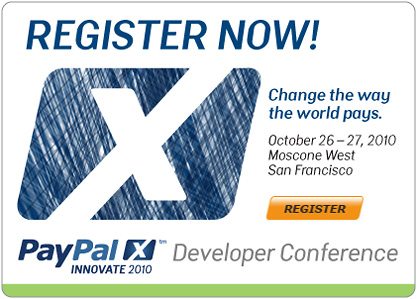 REGISTER NOW!
X
Change the way
the world pays.
October 26 – 27, 2010
Moscone West
San Francisco
REGISTER
PayPal X™ Developer Conference
INNOVATE 2010